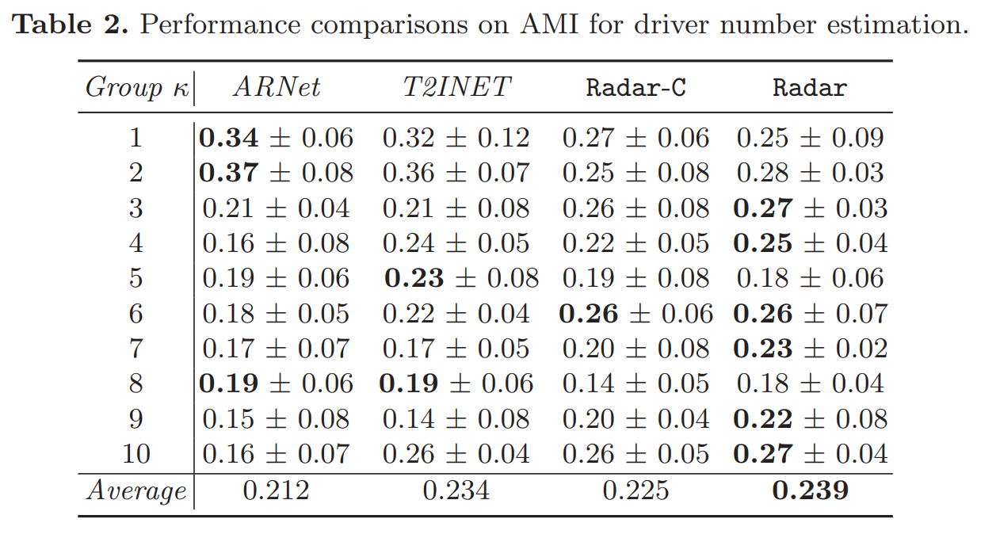 Table 2. Performance comparisons on AMI for driver number estimation.
Group κ ARNet T2INET Radar-C Radar
1 0.34 ± 0.06 0.32 ± 0.12 0.27 ± 0.06 0.25 ± 0.09
2 0.37 ± 0.08 0.36 ± 0.07 0.25 ± 0.08 0.28 ± 0.03
3 0.21 ± 0.04 0.21 ± 0.08 0.26 ± 0.08 0.27 ± 0.03
4 0.16 ± 0.08 0.24 ± 0.05 0.22 ± 0.05 0.25 ± 0.04
5 0.19 ± 0.06 0.23 ± 0.08 0.19 ± 0.08 0.18 ± 0.06
6 0.18 ± 0.05 0.22 ± 0.04 0.26 ± 0.06 0.26 ± 0.07
7 0.17 ± 0.07 0.17 ± 0.05 0.20 ± 0.08 0.23 ± 0.02
8 0.19 ± 0.06 0.19 ± 0.06 0.14 ± 0.05 0.18 ± 0.04
9 0.15 ± 0.08 0.14 ± 0.08 0.20 ± 0.04 0.22 ± 0.08
10 0.16 ± 0.07 0.26 ± 0.04 0.26 ± 0.05 0.27 ± 0.04
Average 0.212 0.234 0.225 0.239